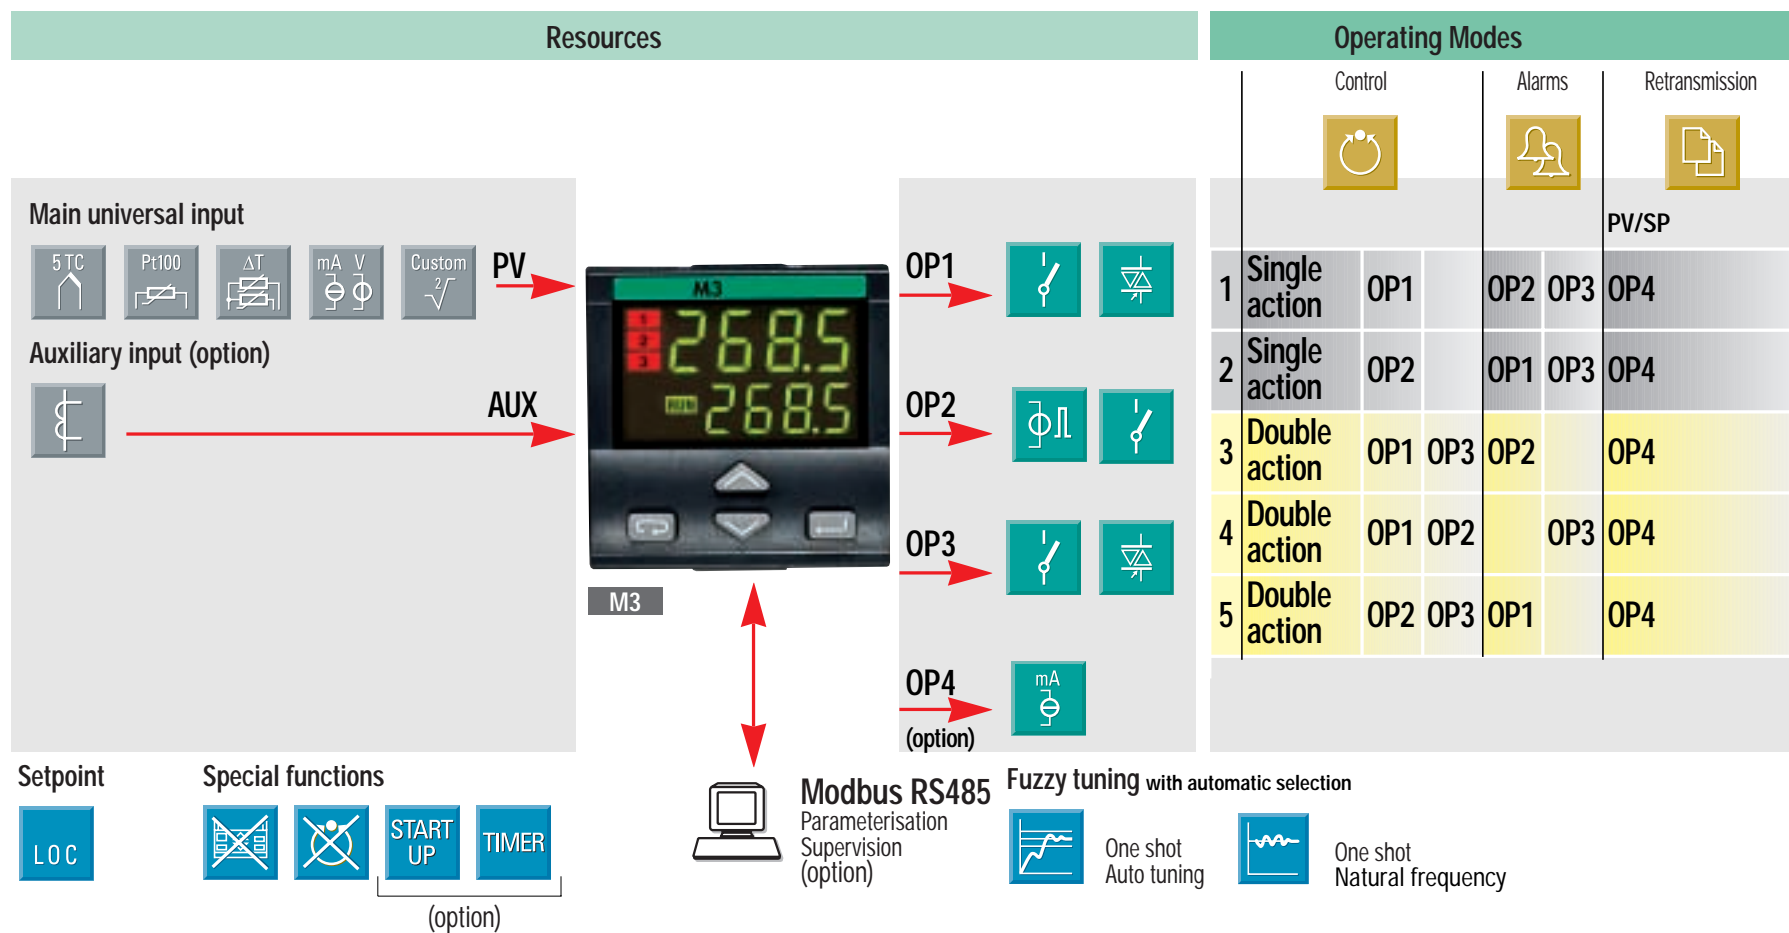 Resources
Operating Modes
Control
Alarms
Retransmission
PV/SP
Main universal input
5 TC
Pt100
ΔT
mA V
Custom
2√
PV
Auxiliary input (option)
AUX
M3
1
2
3
268.5
RUN
268.5
M3
OP1
OP2
OP3
OP4
(option)
mA
1 Single action OP1 OP2 OP3 OP4
2 Single action OP2 OP1 OP3 OP4
3 Double action OP1 OP3 OP2 OP4
4 Double action OP1 OP2 OP3 OP4
5 Double action OP2 OP3 OP1 OP4
Setpoint
LOC
Special functions
START
UP
TIMER
(option)
Modbus RS485
Parameterisation
Supervision
(option)
Fuzzy tuning with automatic selection
One shot
Auto tuning
One shot
Natural frequency